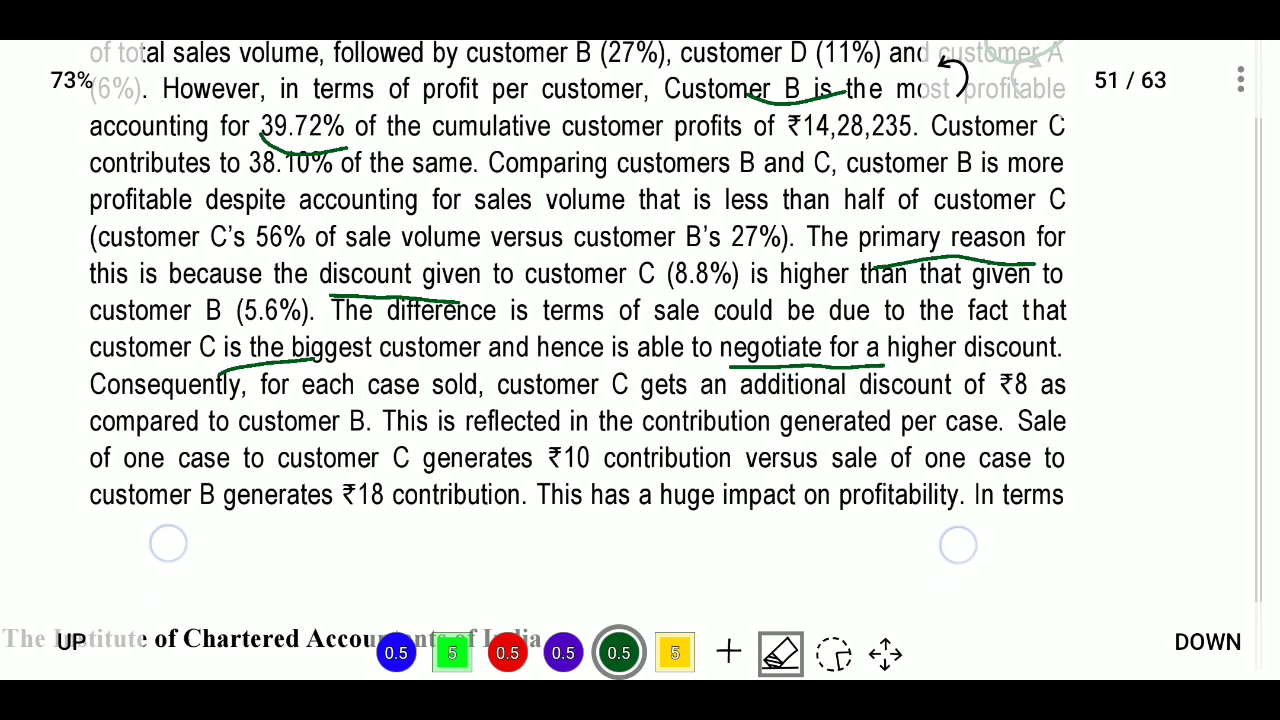 of total sales volume, followed by customer B (27%), customer D (11%) and customer A
73%
(6%). However, in terms of profit per customer, Customer B is the most profitable
51 / 63
accounting for 39.72% of the cumulative customer profits of ₹14,28,235. Customer C
contributes to 38.10% of the same. Comparing customers B and C, customer B is more
profitable despite accounting for sales volume that is less than half of customer C
(customer C's 56% of sale volume versus customer B's 27%). The primary reason for
this is because the discount given to customer C (8.8%) is higher than that given to
customer B (5.6%). The difference is terms of sale could be due to the fact that
customer C is the biggest customer and hence is able to negotiate for a higher discount.
Consequently, for each case sold, customer C gets an additional discount of ₹8 as
compared to customer B. This is reflected in the contribution generated per case. Sale
of one case to customer C generates ₹10 contribution versus sale of one case to
customer B generates ₹18 contribution. This has a huge impact on profitability. In terms
The Institute of Chartered Accountants of India
UP
0.5 5 0.5 0.5 0.5 5
DOWN